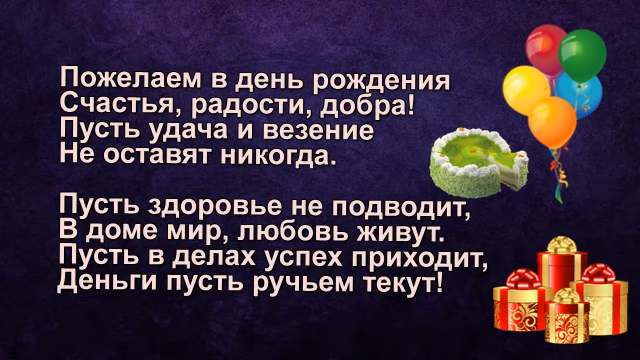 Пожелаем в день рождения
Счастья, радости, добра!
Пусть удача и везение
Не оставят никогда.
Пусть здоровье не подводит,
В доме мир, любовь живут.
Пусть в делах успех приходит,
Деньги пусть ручьем текут!